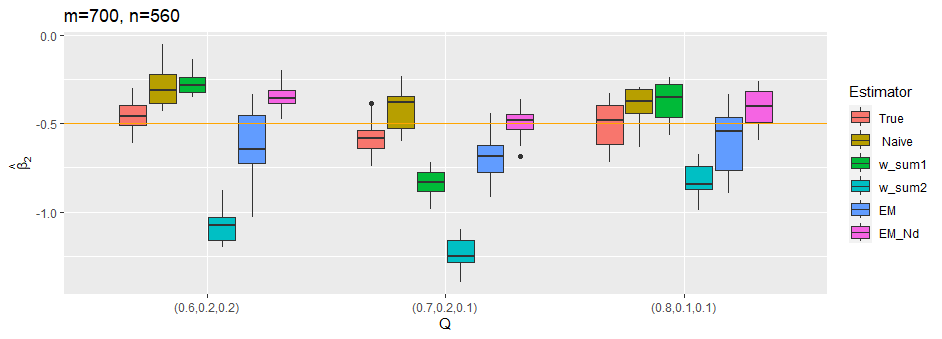 m=700, n=560
0.0
-0.5
-1.0
β̂2
(0.6,0.2,0.2)
(0.7,0.2,0.1)
(0.8,0.1,0.1)
Q
Estimator
True
Naive
w_sum1
w_sum2
EM
EM_Nd